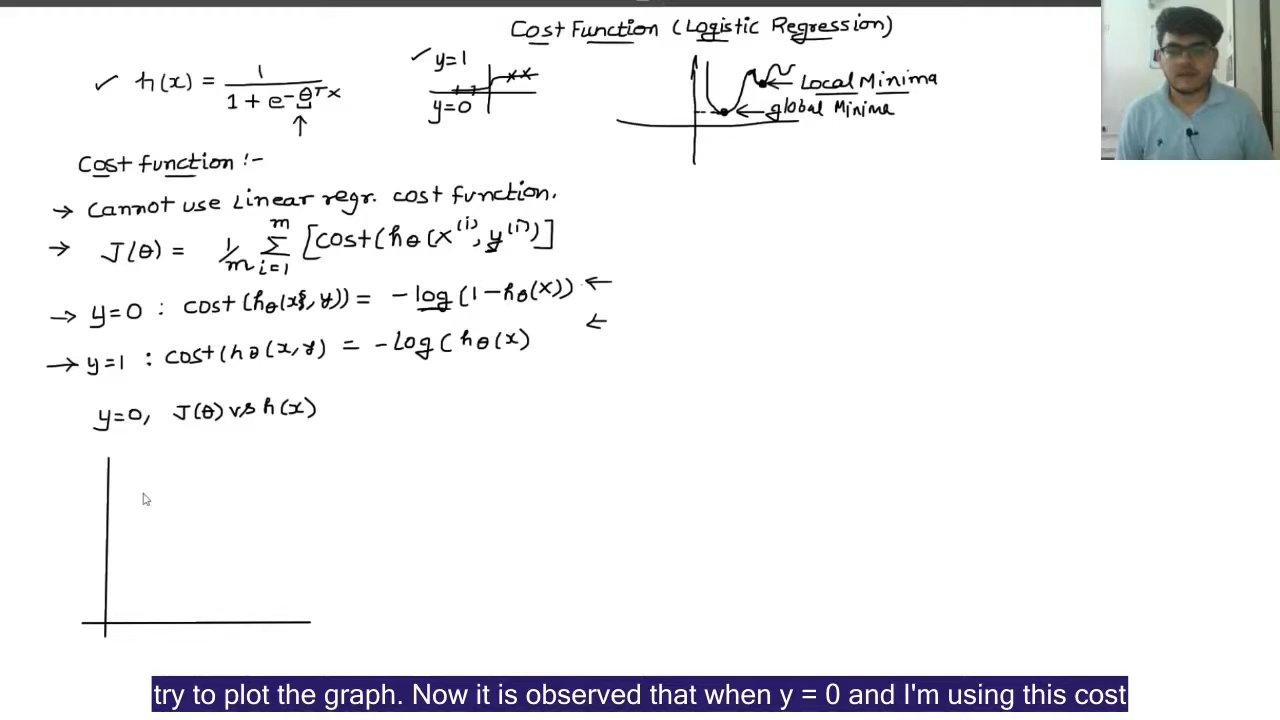 Cost Function (Logistic Regression)
✓ h(x) = 1 / (1 + e^-θᵀx)
✓ y=1
y=0
Local Minima
global Minima
Cost function :-
→ Cannot use Linear regr. cost function.
→ J(θ) = 1/m Σ_{i=1}^{m} [cost(hθ(x^(i), y^(i))]
→ y=0 : cost(hθ(x}, y)) = -log(1-hθ(x)) ←
→ y=1 : cost(hθ(x, y) = -Log(hθ(x) ←
y=0, J(θ) vs h(x)
try to plot the graph. Now it is observed that when y = 0 and I'm using this cost